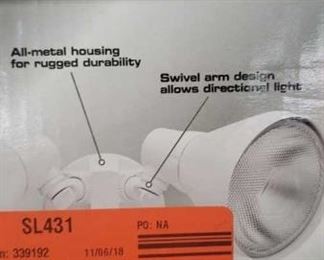 All-metal housing
for rugged durability
Swivel arm design
allows directional light
SL431
PO: NA
n: 339192
11/06/18